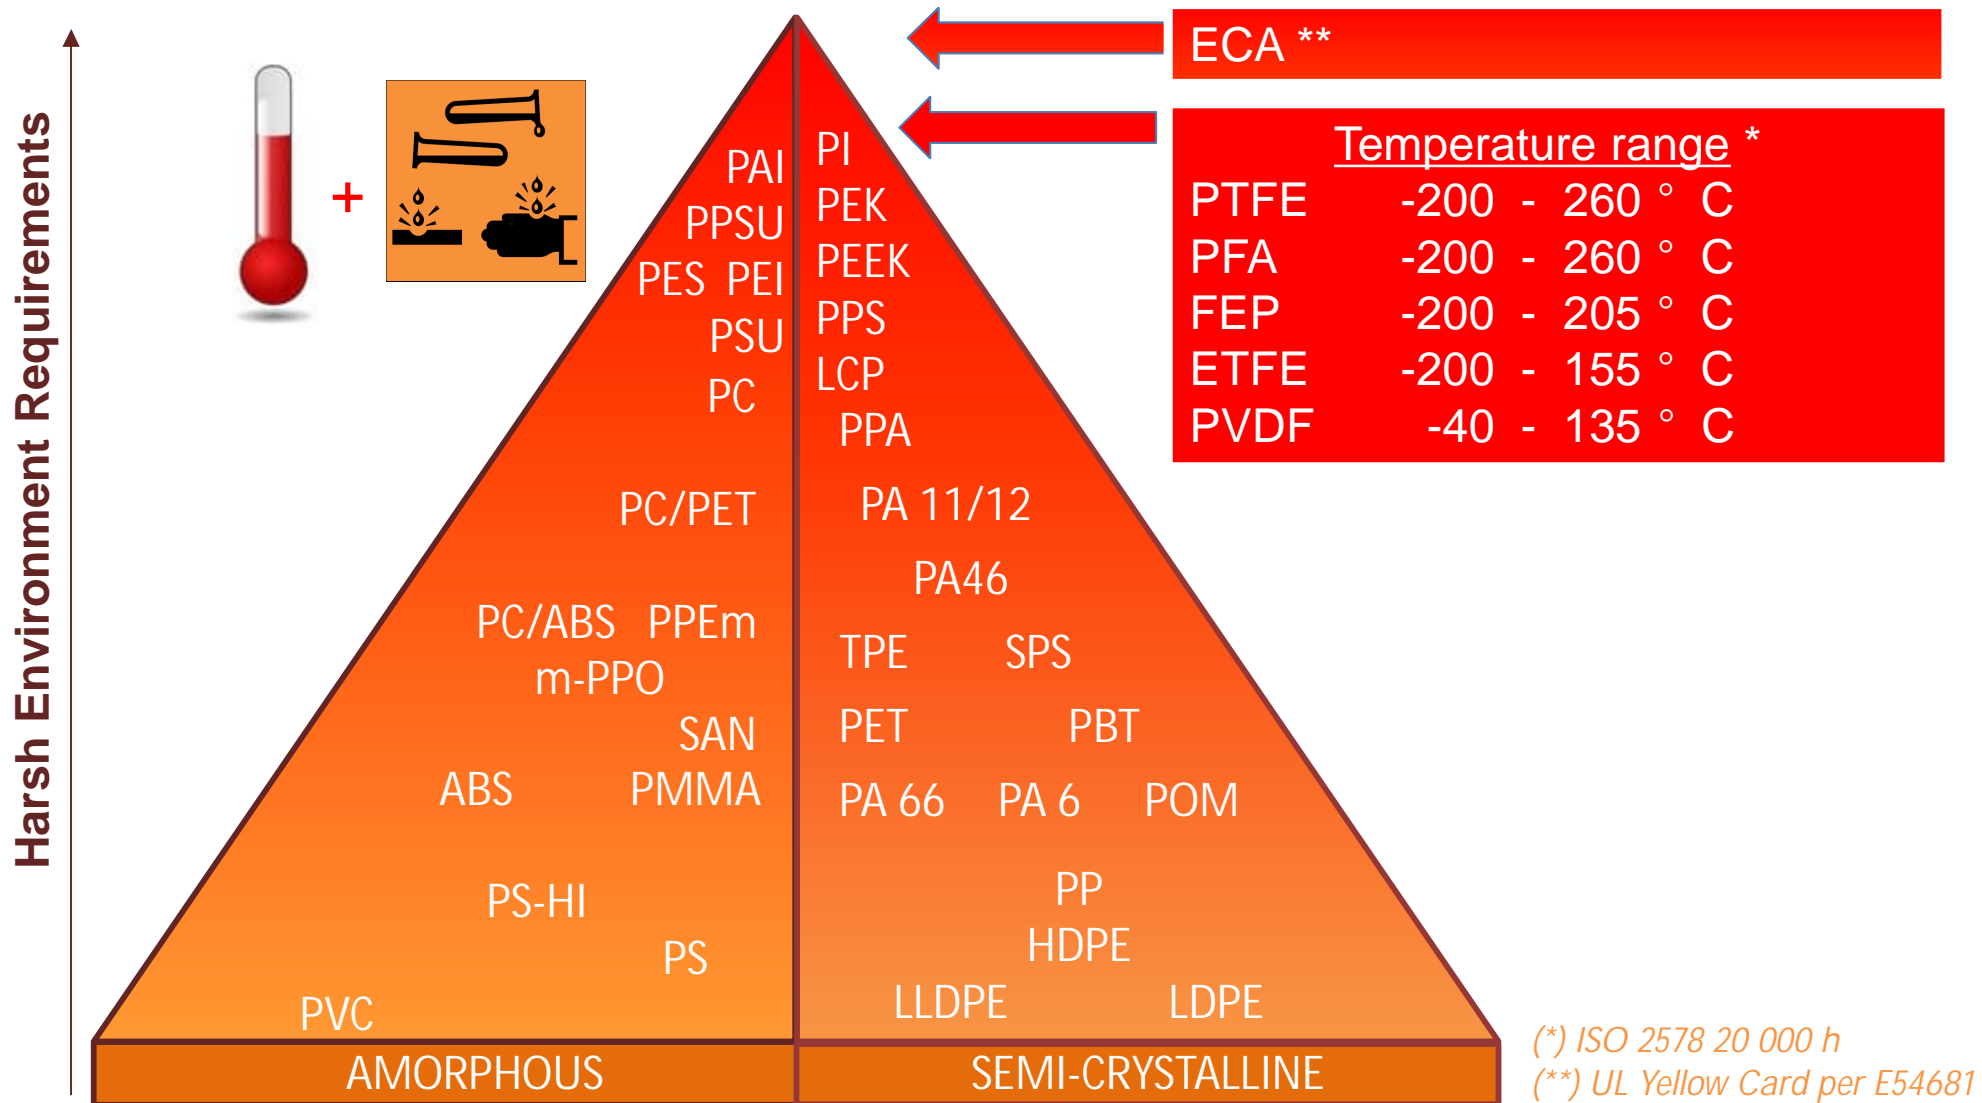 Harsh Environment Requirements
+
ECA **
Temperature range *
PTFE -200 - 260 ° C
PFA -200 - 260 ° C
FEP -200 - 205 ° C
ETFE -200 - 155 ° C
PVDF -40 - 135 ° C
PAI
PPSU
PES PEI
PSU
PC
PC/PET
PC/ABS PPEm
m-PPO
SAN
ABS PMMA
PS-HI
PS
PVC
AMORPHOUS
PI
PEK
PEEK
PPS
LCP
PPA
PA 11/12
PA46
TPE SPS
PET PBT
PA 66 PA 6 POM
PP
HDPE
LLDPE LDPE
SEMI-CRYSTALLINE
(*) ISO 2578 20 000 h
(**) UL Yellow Card per E54681